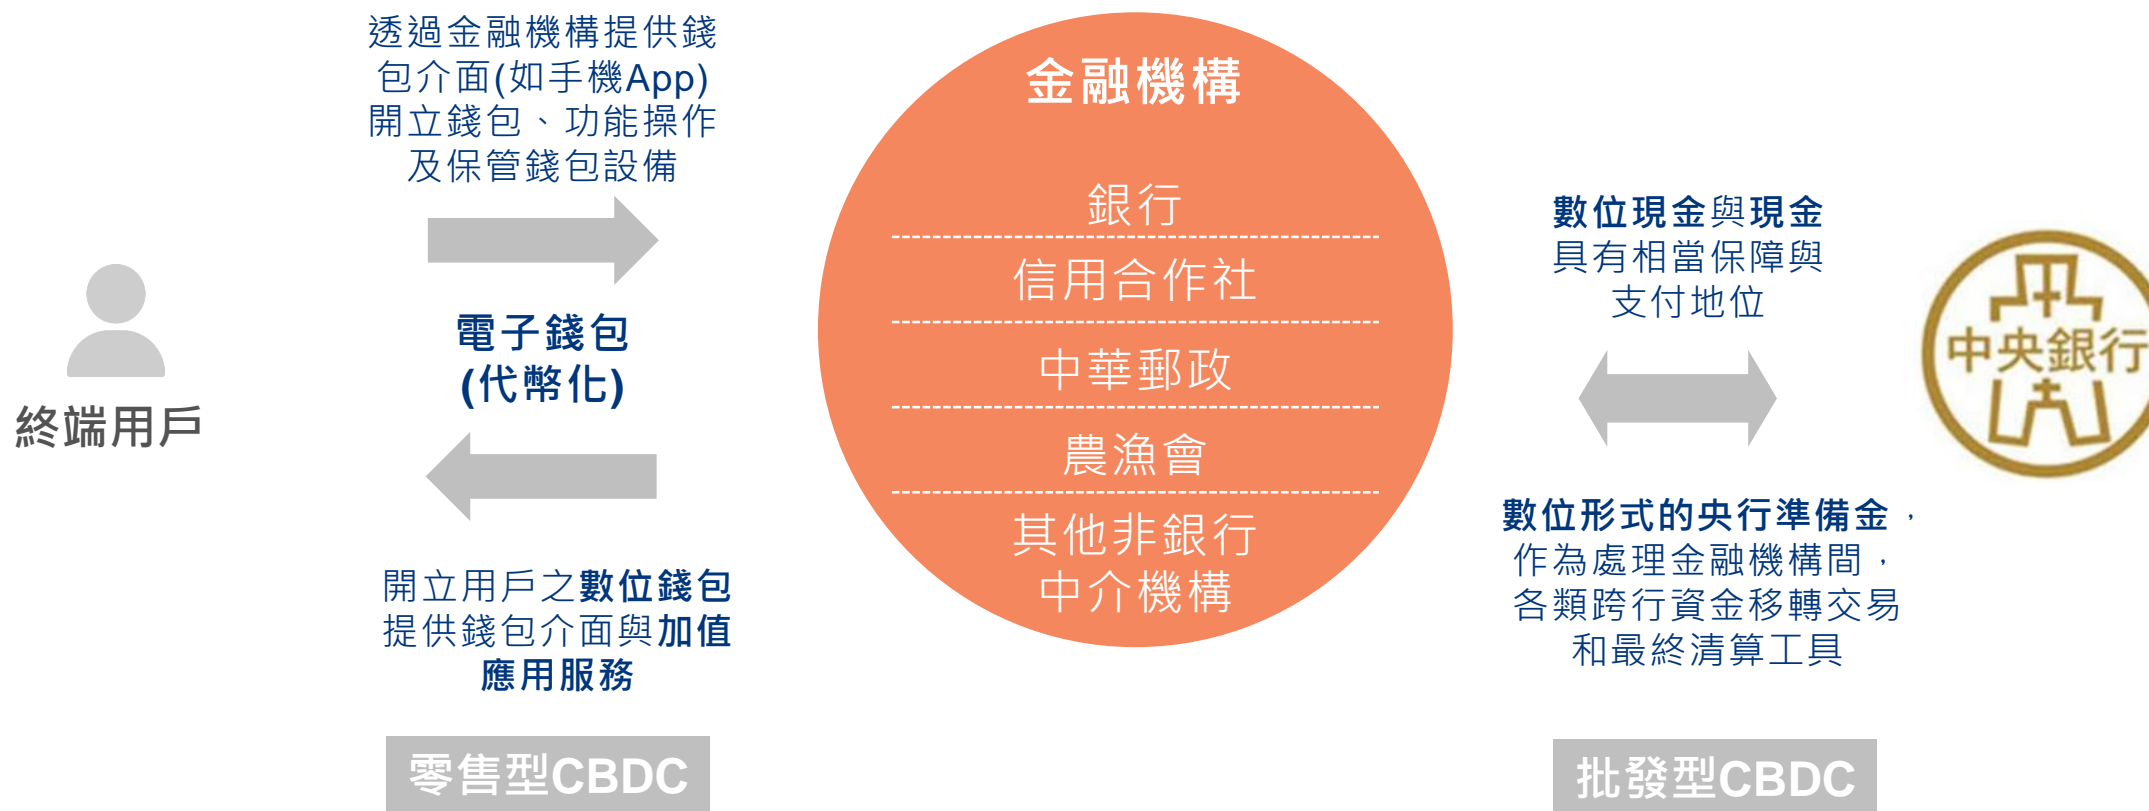 透過金融機構提供錢
包介面(如手機App)
開立錢包、功能操作
及保管錢包設備
電子錢包
(代幣化)
終端用戶
開立用戶之數位錢包
提供錢包介面與加值
應用服務
零售型CBDC
金融機構
銀行
信用合作社
中華郵政
農漁會
其他非銀行
中介機構
數位現金與現金
具有相當保障與
支付地位
中央銀行
數位形式的央行準備金，
作為處理金融機構間，
各類跨行資金移轉交易
和最終清算工具
批發型CBDC